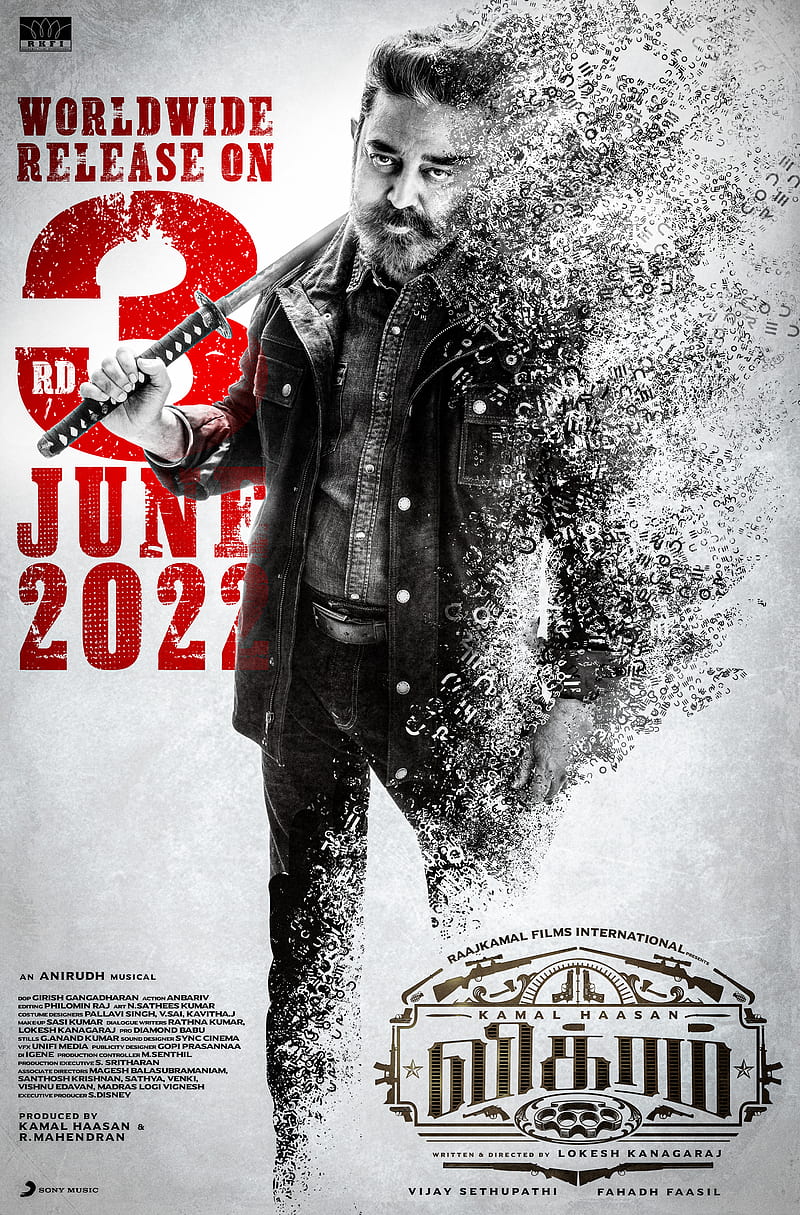 RKFI
WORLDWIDE
RELEASE ON
3
RD
JUNE
2022
AN ANIRUDH MUSICAL
DOP GIRISH GANGADHARAN ACTION ANBARIV
EDITING PHILOMIN RAJ ART N.SATHEES KUMAR
COSTUME DESIGNERS PALLAVI SINGH, V.SAI, KAVITHA.J
MAKEUP SASI KUMAR DIALOGUE WRITERS RATHNA KUMAR,
LOKESH KANAGARAJ PRO DIAMOND BABU
STILLS G.ANAND KUMAR SOUND DESIGNER SYNC CINEMA
VFX UNIFI MEDIA PUBLICITY DESIGNER GOPI PRASANNAA
DI IGENE PRODUCTION CONTROLLER M.SENTHIL
PRODUCTION EXECUTIVE S. SRITHARAN
ASSOCIATE DIRECTORS MAGESH BALASUBRAMANIAM,
SANTHOSH KRISHNAN, SATHYA, VENKI,
VISHNU EDAVAN, MADRAS LOGI VIGNESH
EXECUTIVE PRODUCER S.DISNEY
PRODUCED BY
KAMAL HAASAN &
R.MAHENDRAN
SONY MUSIC
RAAJKAMAL FILMS INTERNATIONAL PRESENTS
KAMAL HAASAN
விக்ரம்
WRITTEN & DIRECTED BY LOKESH KANAGARAJ
VIJAY SETHUPATHI FAHADH FAASIL